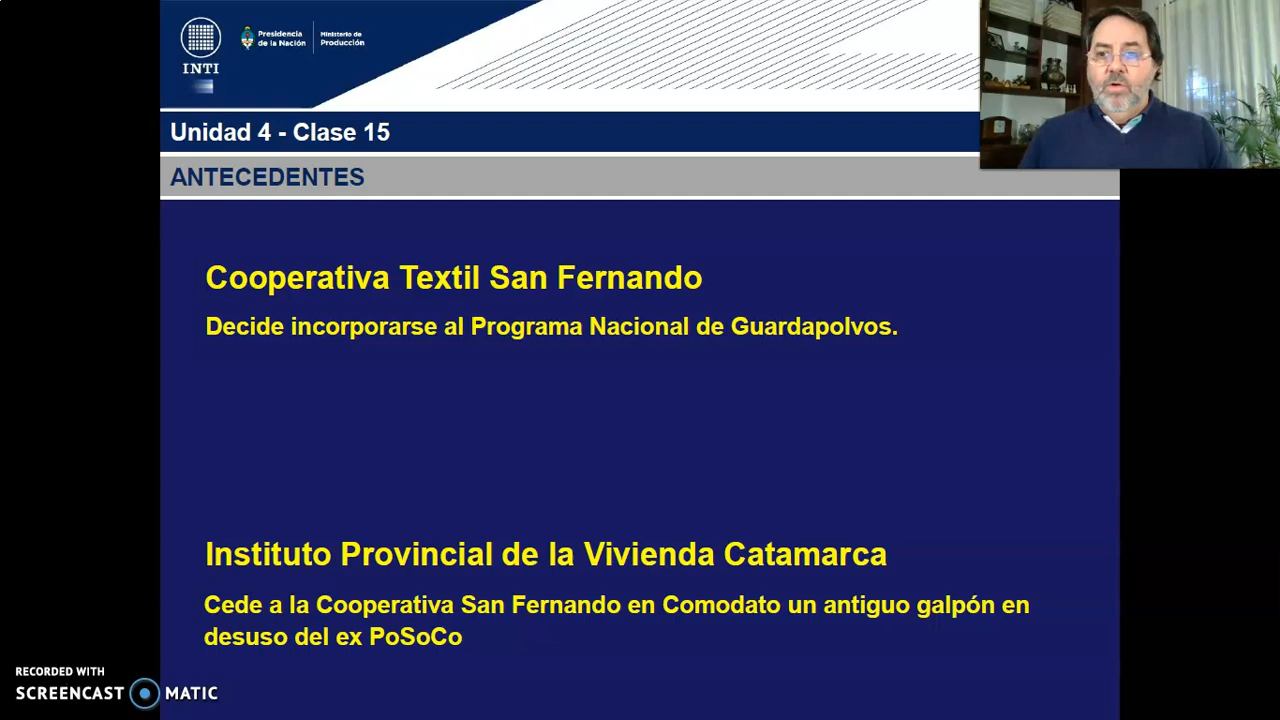 INTI
Presidencia
de la Nación
Ministerio de
Producción
Unidad 4 - Clase 15
ANTECEDENTES
Cooperativa Textil San Fernando
Decide incorporarse al Programa Nacional de Guardapolvos.
Instituto Provincial de la Vivienda Catamarca
Cede a la Cooperativa San Fernando en Comodato un antiguo galpón en
desuso del ex PoSoCo
RECORDED WITH
SCREENCAST MATIC